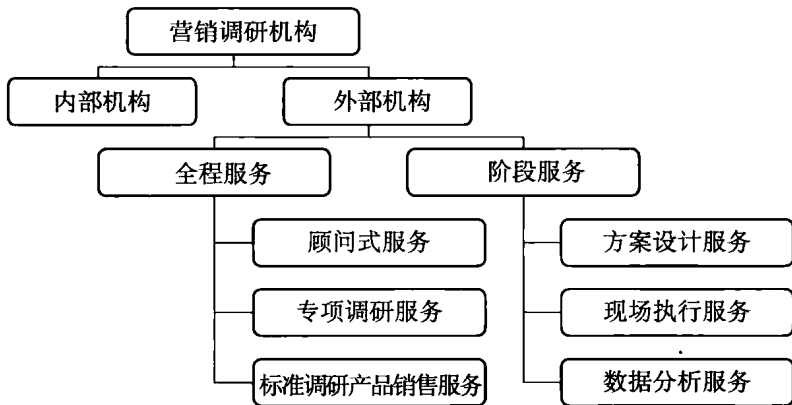 营销调研机构
内部机构
外部机构
全程服务
阶段服务
顾问式服务
方案设计服务
专项调研服务
现场执行服务
标准调研产品销售服务
数据分析服务